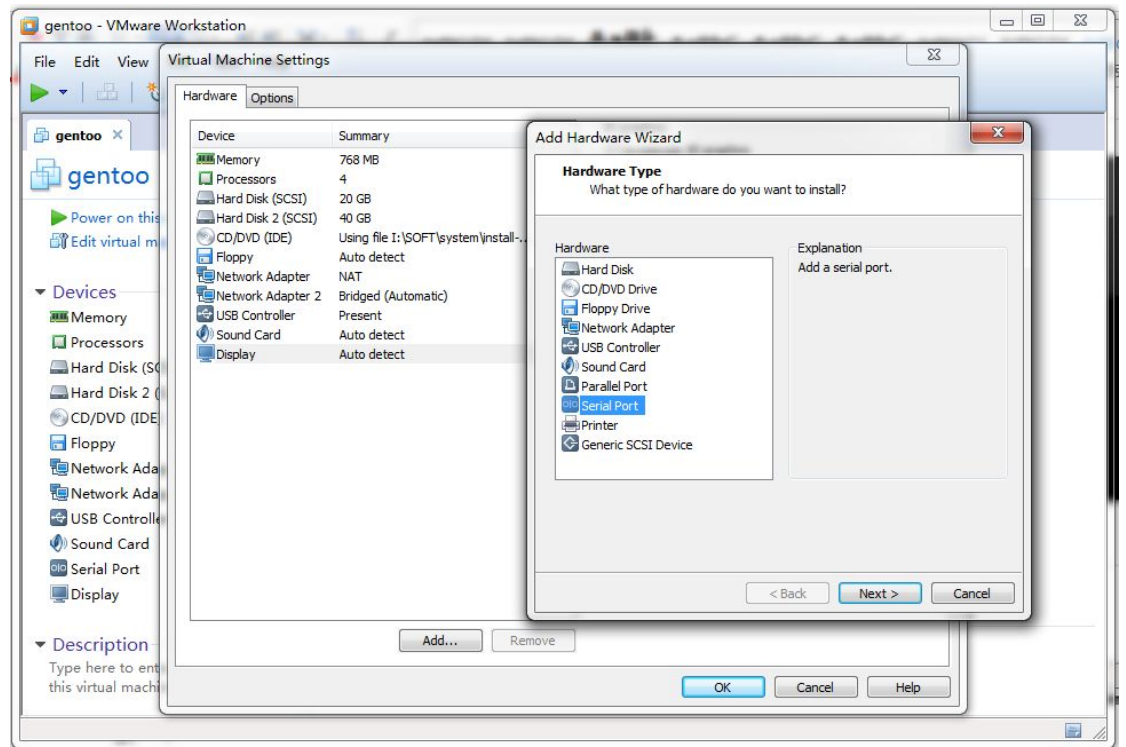 gentoo - VMware Workstation
File Edit View
Virtual Machine Settings
Hardware Options
gentoo
gentoo
Power on this
Edit virtual m
Devices
Memory
Processors
Hard Disk (SC
Hard Disk 2 (
CD/DVD (IDE
Floppy
Network Ada
Network Ada
USB Controlle
Sound Card
Serial Port
Display
Description
Type here to ent
this virtual machi
Device Summary
Memory 768 MB
Processors 4
Hard Disk (SCSI) 20 GB
Hard Disk 2 (SCSI) 40 GB
CD/DVD (IDE) Using file I:\SOFT\system\install-...
Floppy Auto detect
Network Adapter NAT
Network Adapter 2 Bridged (Automatic)
USB Controller Present
Sound Card Auto detect
Display Auto detect
Add... Remove
OK Cancel Help
Add Hardware Wizard
Hardware Type
What type of hardware do you want to install?
Hardware
Hard Disk
CD/DVD Drive
Floppy Drive
Network Adapter
USB Controller
Sound Card
Parallel Port
Serial Port
Printer
Generic SCSI Device
Explanation
Add a serial port.
< Back Next > Cancel